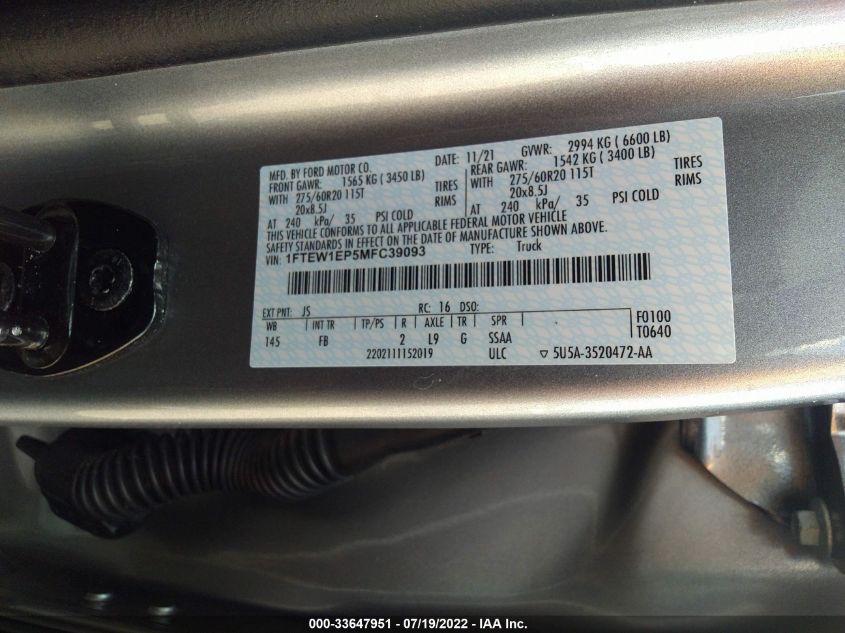 MFD. BY FORD MOTOR CO. DATE: 11/21 GVWR: 2994 KG ( 6600 LB)
FRONT GAWR: 1565 KG ( 3450 LB) REAR GAWR: 1542 KG ( 3400 LB)
WITH 275/60R20 115T TIRES WITH 275/60R20 115T TIRES
20x8.5J RIMS 20x8.5J RIMS
AT 240 kPa/ 35 PSI COLD AT 240 kPa/ 35 PSI COLD
THIS VEHICLE CONFORMS TO ALL APPLICABLE FEDERAL MOTOR VEHICLE
SAFETY STANDARDS IN EFFECT ON THE DATE OF MANUFACTURE SHOWN ABOVE.
VIN: 1FTEW1EP5MFC39093 TYPE: Truck
EXT PNT: JS RC: 16 DSO: F0100
WB INT TR TP/PS R AXLE TR SPR T0640
145 FB 2 L9 G SSAA
2202111152019 ULC ▽ 5U5A-3520472-AA
000-33647951 - 07/19/2022 - IAA Inc.